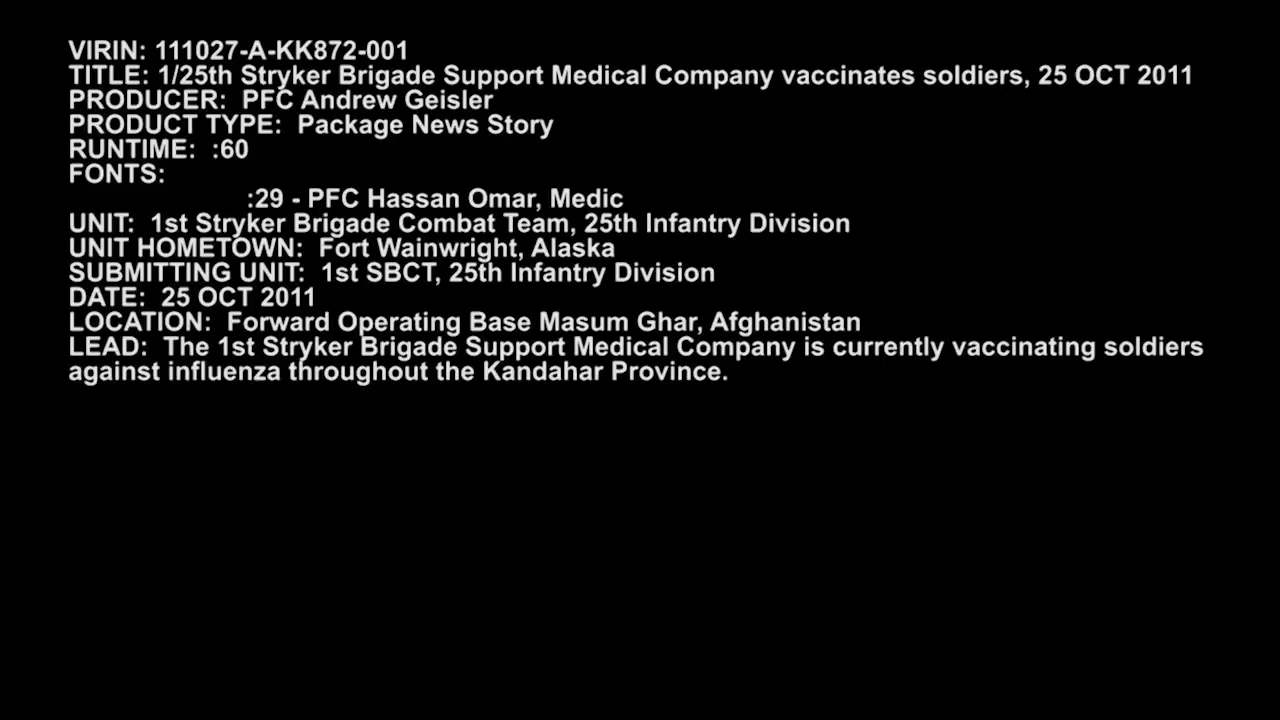 VIRIN: 111027-A-KK872-001
TITLE: 1/25th Stryker Brigade Support Medical Company vaccinates soldiers, 25 OCT 2011
PRODUCER: PFC Andrew Geisler
PRODUCT TYPE: Package News Story
RUNTIME: :60
FONTS:
:29 - PFC Hassan Omar, Medic
UNIT: 1st Stryker Brigade Combat Team, 25th Infantry Division
UNIT HOMETOWN: Fort Wainwright, Alaska
SUBMITTING UNIT: 1st SBCT, 25th Infantry Division
DATE: 25 OCT 2011
LOCATION: Forward Operating Base Masum Ghar, Afghanistan
LEAD: The 1st Stryker Brigade Support Medical Company is currently vaccinating soldiers
against influenza throughout the Kandahar Province.